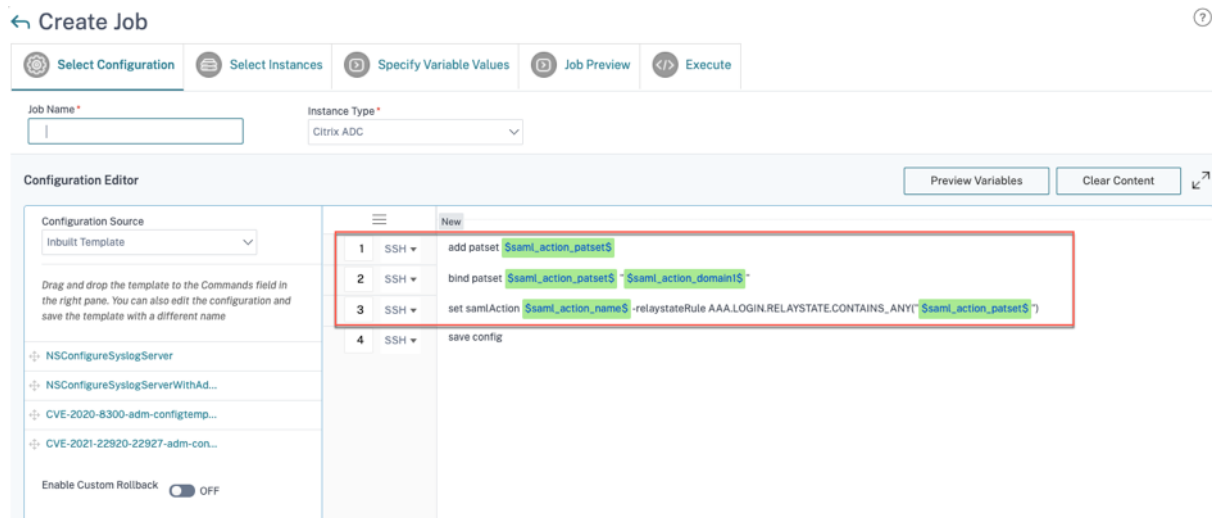 Create Job
?
Select Configuration
Select Instances
Specify Variable Values
Job Preview
Execute
Job Name*
Instance Type*
Citrix ADC
Configuration Editor
Preview Variables
Clear Content
Configuration Source
Inbuilt Template
Drag and drop the template to the Commands field in
the right pane. You can also edit the configuration and
save the template with a different name
NSConfigureSyslogServer
NSConfigureSyslogServerWithAd...
CVE-2020-8300-adm-configtemp...
CVE-2021-22920-22927-adm-con...
Enable Custom Rollback OFF
New
1 SSH add patset $saml_action_patset$
2 SSH bind patset $saml_action_patset$ "$saml_action_domain1$"
3 SSH set samlAction $saml_action_name$ -relaystateRule AAA.LOGIN.RELAYSTATE.CONTAINS_ANY("$saml_action_patset$")
4 SSH save config